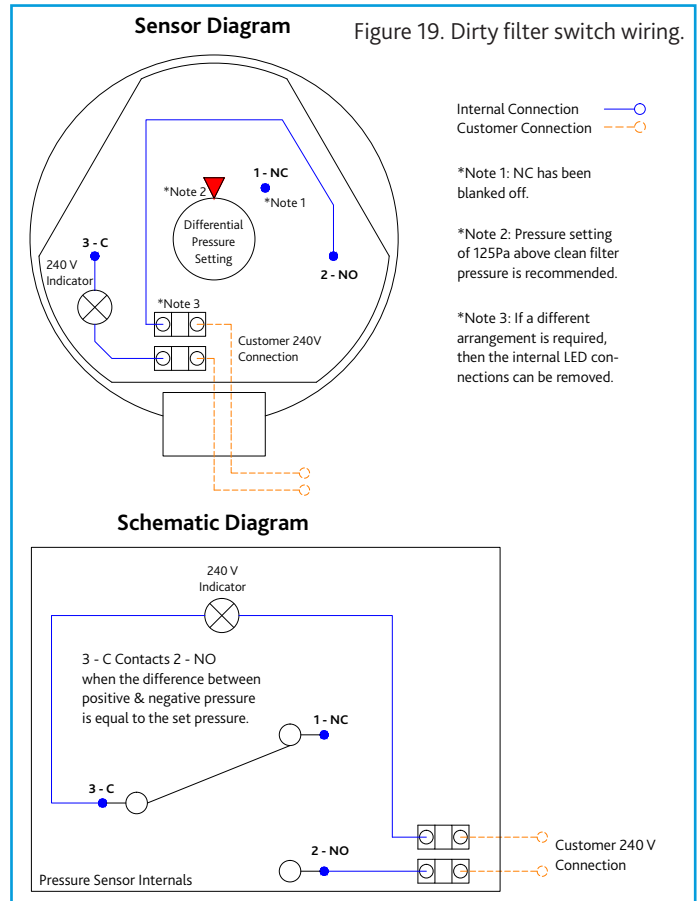 Sensor Diagram
Figure 19. Dirty filter switch wiring.
Internal Connection
Customer Connection
*Note 1: NC has been
blanked off.
*Note 2: Pressure setting
of 125Pa above clean filter
pressure is recommended.
*Note 3: If a different
arrangement is required,
then the internal LED con-
nections can be removed.
1 - NC
*Note 2
*Note 1
Differential
Pressure
Setting
3 - C
2 - NO
240 V
Indicator
*Note 3
Customer 240V
Connection
Schematic Diagram
240 V
Indicator
3 - C Contacts 2 - NO
when the difference between
positive & negative pressure
is equal to the set pressure.
1 - NC
3 - C
2 - NO
Customer 240 V
Connection
Pressure Sensor Internals